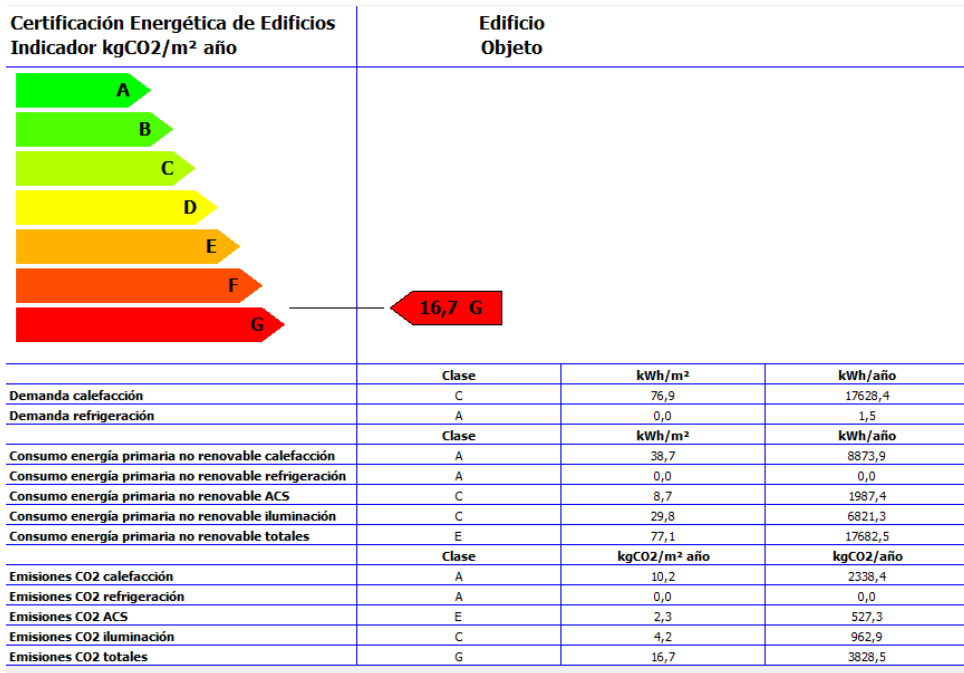 Certificación Energética de Edificios
Indicador kgCO2/m² año
Edificio
Objeto
A
B
C
D
E
F
G
16,7 G
Clase kWh/m² kWh/año
Demanda calefacción C 76,9 17628,4
Demanda refrigeración A 0,0 1,5
Clase kWh/m² kWh/año
Consumo energía primaria no renovable calefacción A 38,7 8873,9
Consumo energía primaria no renovable refrigeración A 0,0 0,0
Consumo energía primaria no renovable ACS C 8,7 1987,4
Consumo energía primaria no renovable iluminación C 29,8 6821,3
Consumo energía primaria no renovable totales E 77,1 17682,5
Clase kgCO2/m² año kgCO2/año
Emisiones CO2 calefacción A 10,2 2338,4
Emisiones CO2 refrigeración A 0,0 0,0
Emisiones CO2 ACS E 2,3 527,3
Emisiones CO2 iluminación C 4,2 962,9
Emisiones CO2 totales G 16,7 3828,5